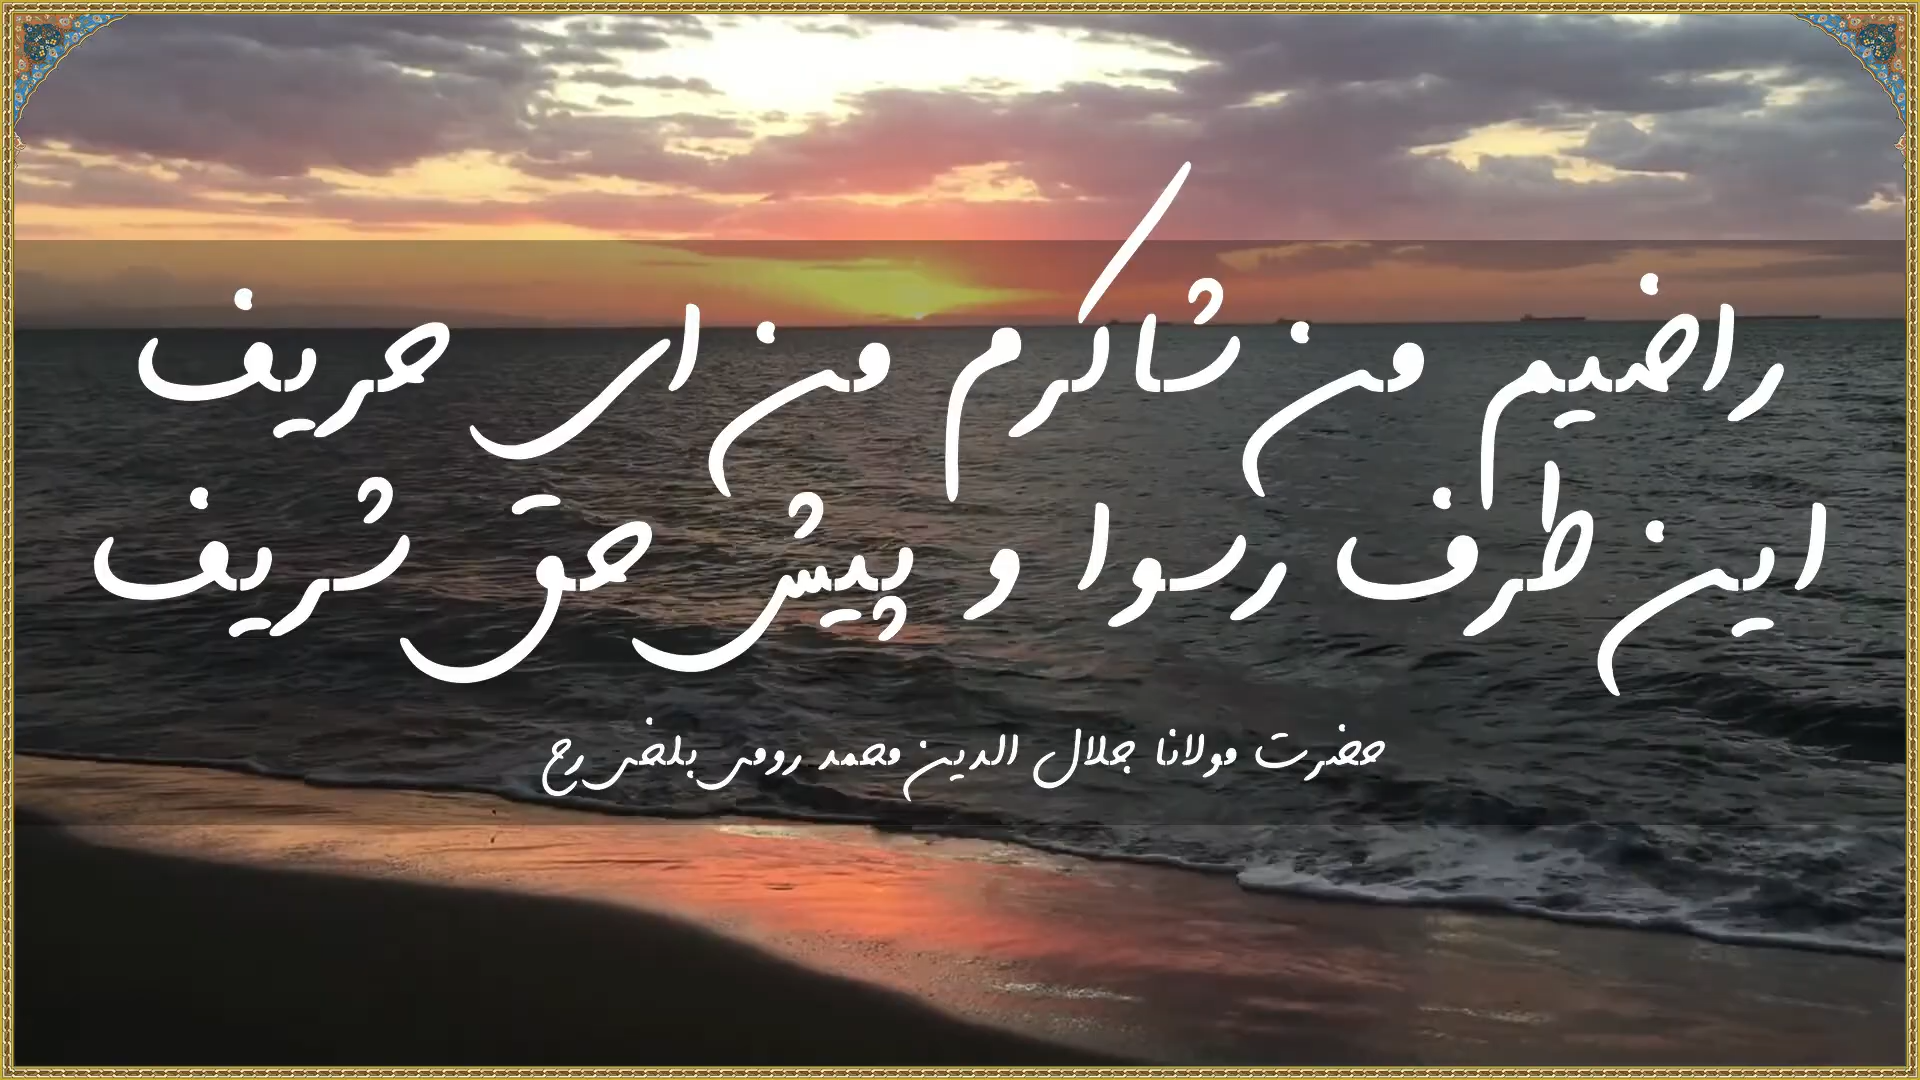 راضیم من شاکرم من ای حریف
این طرف رسوا و پیش حق شریف
حضرت مولانا جلال الدین محمد رومی بلخی رح